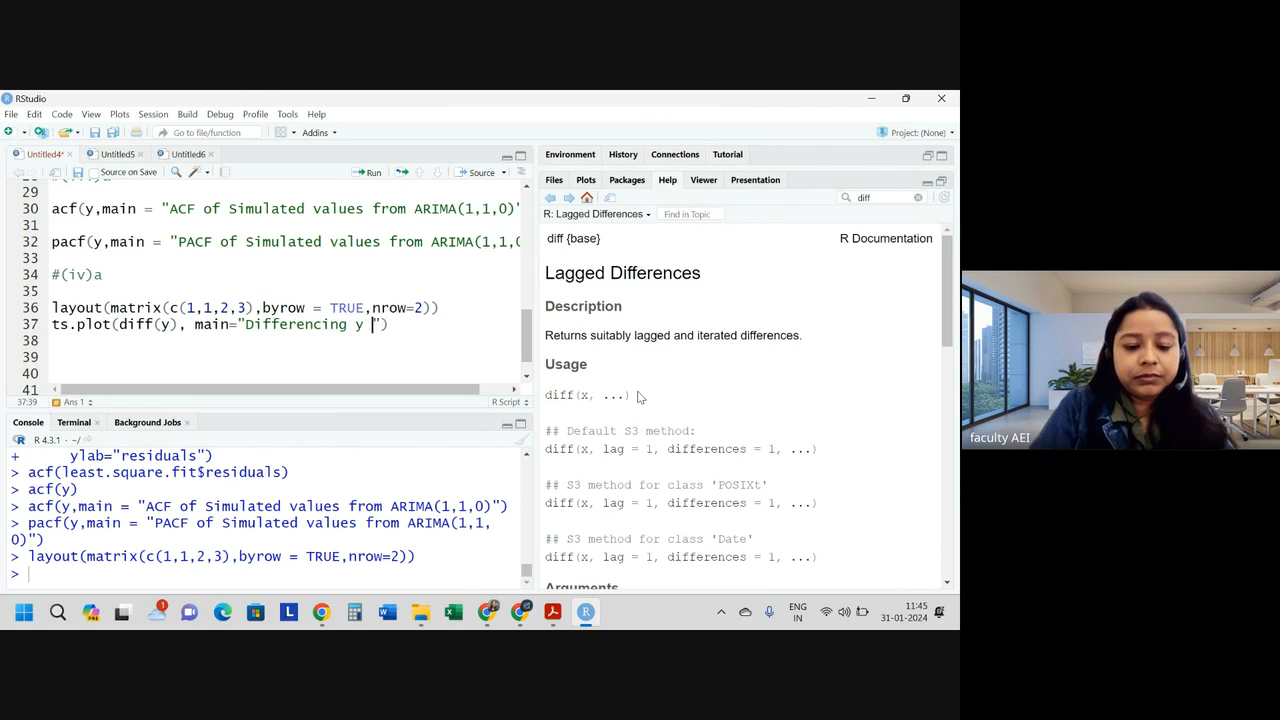 RStudio
File Edit Code View Plots Session Build Debug Profile Tools Help
Go to file/function Addins Project: (None)
Untitled4* Untitled5 Untitled6
Source on Save Run Source
29
30 acf(y,main = "ACF of Simulated values from ARIMA(1,1,0)"
31
32 pacf(y,main = "PACF of Simulated values from ARIMA(1,1,0
33
34 #(iv)a
35
36 layout(matrix(c(1,1,2,3),byrow = TRUE,nrow=2))
37 ts.plot(diff(y), main="Differencing y ")
38
39
40
41
37:39 Ans 1 R Script
Console Terminal Background Jobs
R 4.3.1 · ~/
+ ylab="residuals")
> acf(least.square.fit$residuals)
> acf(y)
> acf(y,main = "ACF of Simulated values from ARIMA(1,1,0)")
> pacf(y,main = "PACF of Simulated values from ARIMA(1,1,
0)")
> layout(matrix(c(1,1,2,3),byrow = TRUE,nrow=2))
>
Environment History Connections Tutorial
Files Plots Packages Help Viewer Presentation
diff
R: Lagged Differences Find in Topic
diff {base} R Documentation
Lagged Differences
Description
Returns suitably lagged and iterated differences.
Usage
diff(x, ...)
## Default S3 method:
diff(x, lag = 1, differences = 1, ...)
## S3 method for class 'POSIXt'
diff(x, lag = 1, differences = 1, ...)
## S3 method for class 'Date'
diff(x, lag = 1, differences = 1, ...)
Arguments
faculty AEI
ENG
IN
11:45
31-01-2024